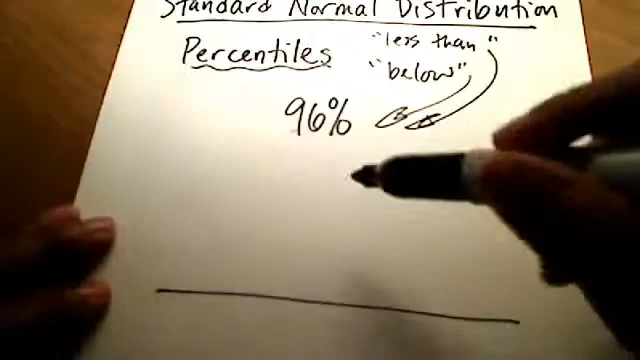 Standard Normal Distribution
Percentiles "less than"
"below"
96%